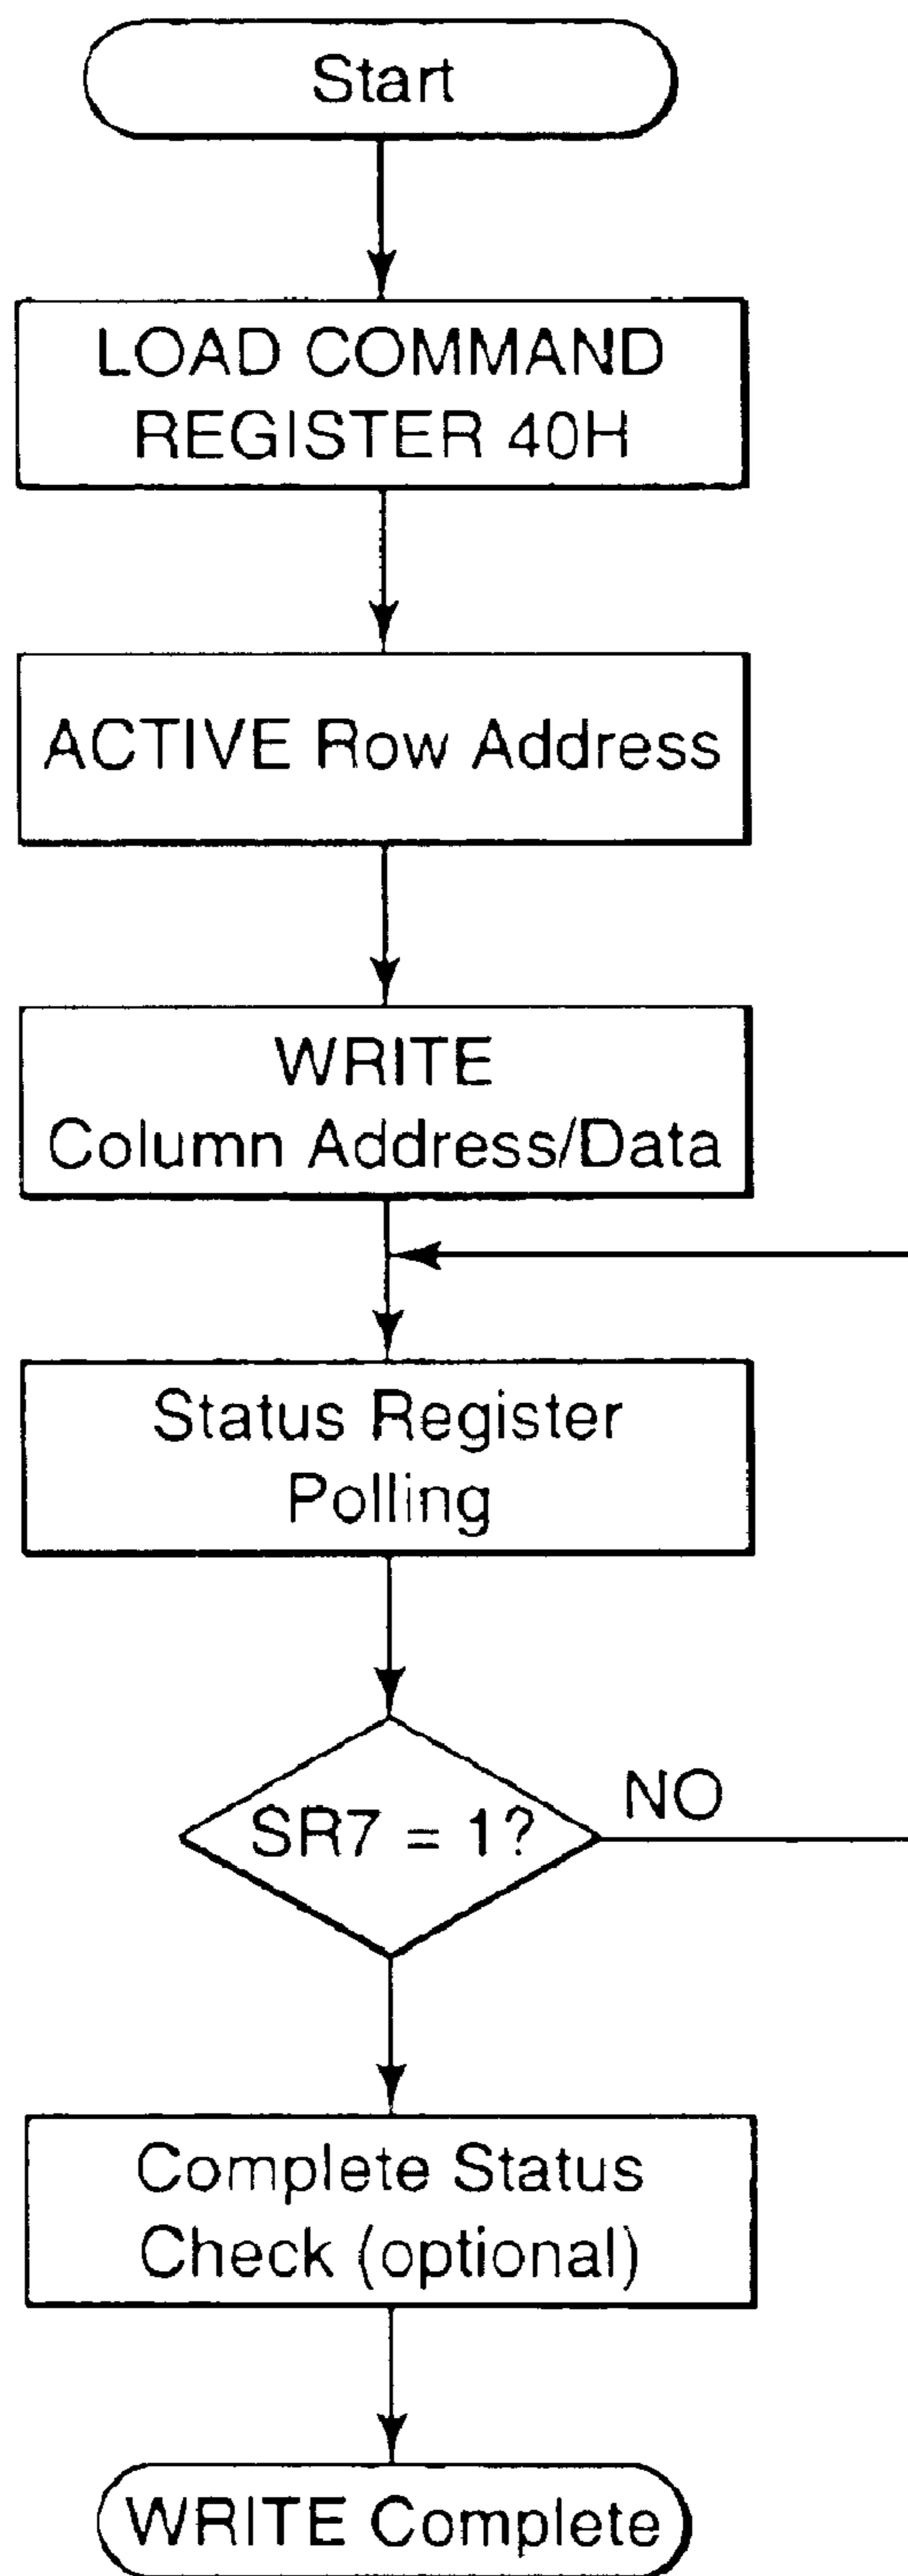 Start
LOAD COMMAND
REGISTER 40H
ACTIVE Row Address
WRITE
Column Address/Data
Status Register
Polling
SR7 = 1?
NO
Complete Status
Check (optional)
WRITE Complete